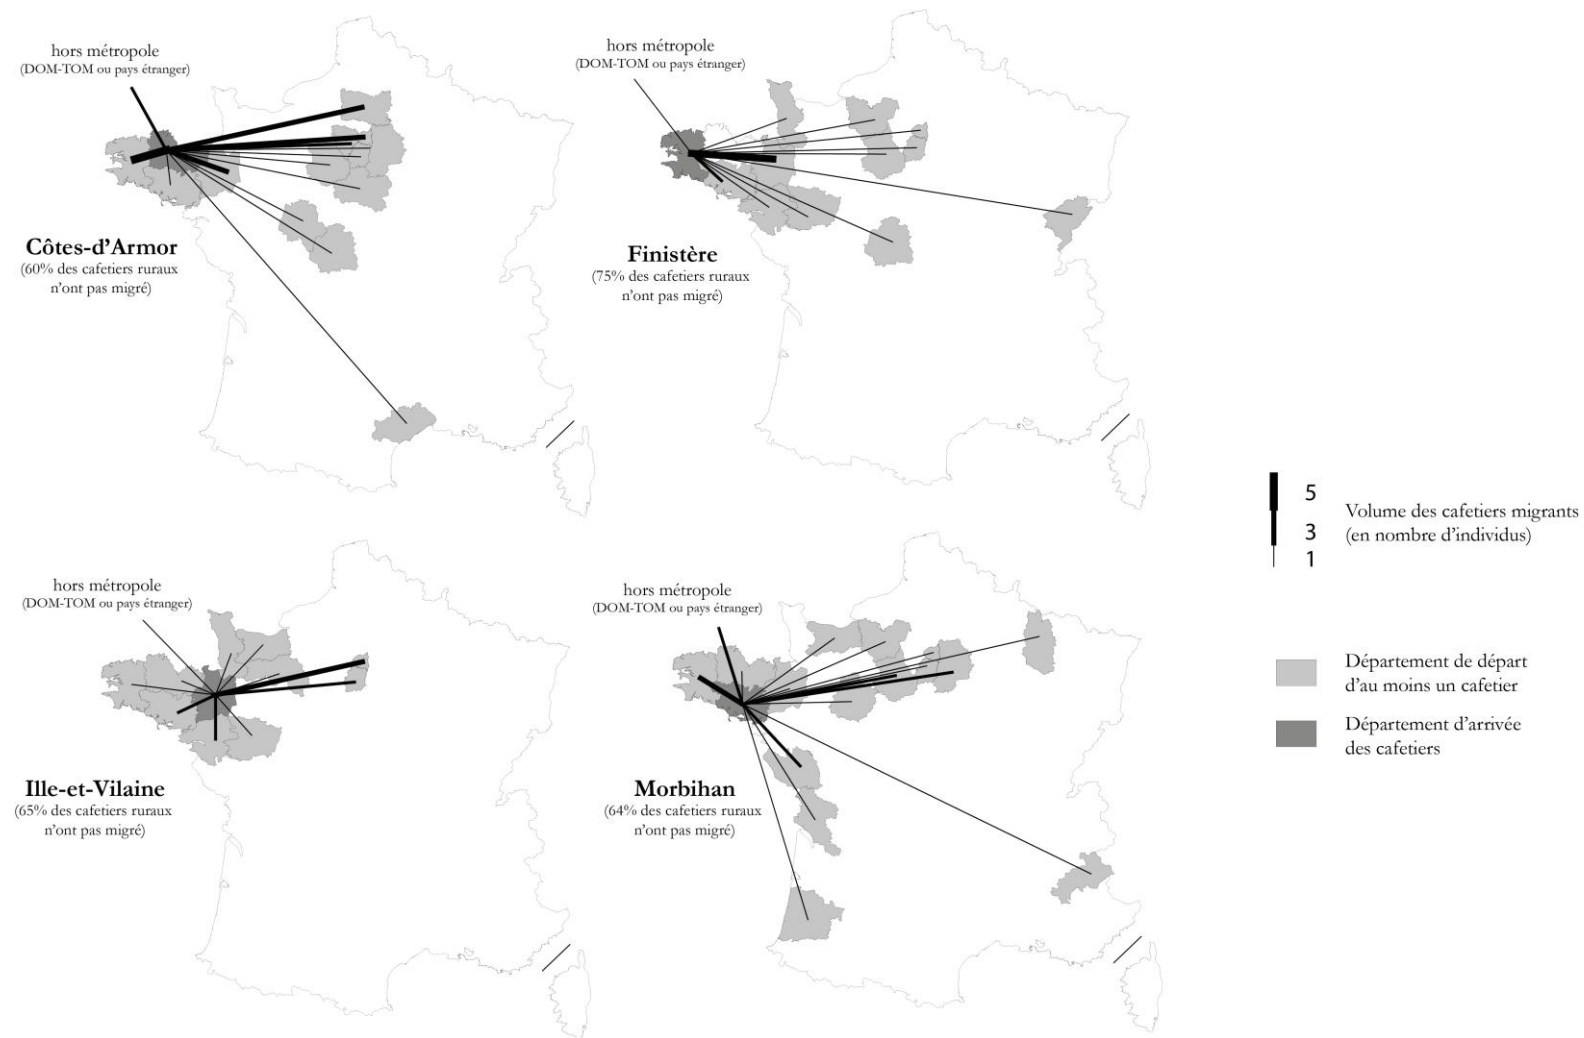 hors métropole
(DOM-TOM ou pays étranger)
Côtes-d'Armor
(60% des cafetiers ruraux
n'ont pas migré)
hors métropole
(DOM-TOM ou pays étranger)
Finistère
(75% des cafetiers ruraux
n'ont pas migré)
hors métropole
(DOM-TOM ou pays étranger)
Ille-et-Vilaine
(65% des cafetiers ruraux
n'ont pas migré)
hors métropole
(DOM-TOM ou pays étranger)
Morbihan
(64% des cafetiers ruraux
n'ont pas migré)
5
3
1
Volume des cafetiers migrants
(en nombre d'individus)
Département de départ
d'au moins un cafetier
Département d'arrivée
des cafetiers